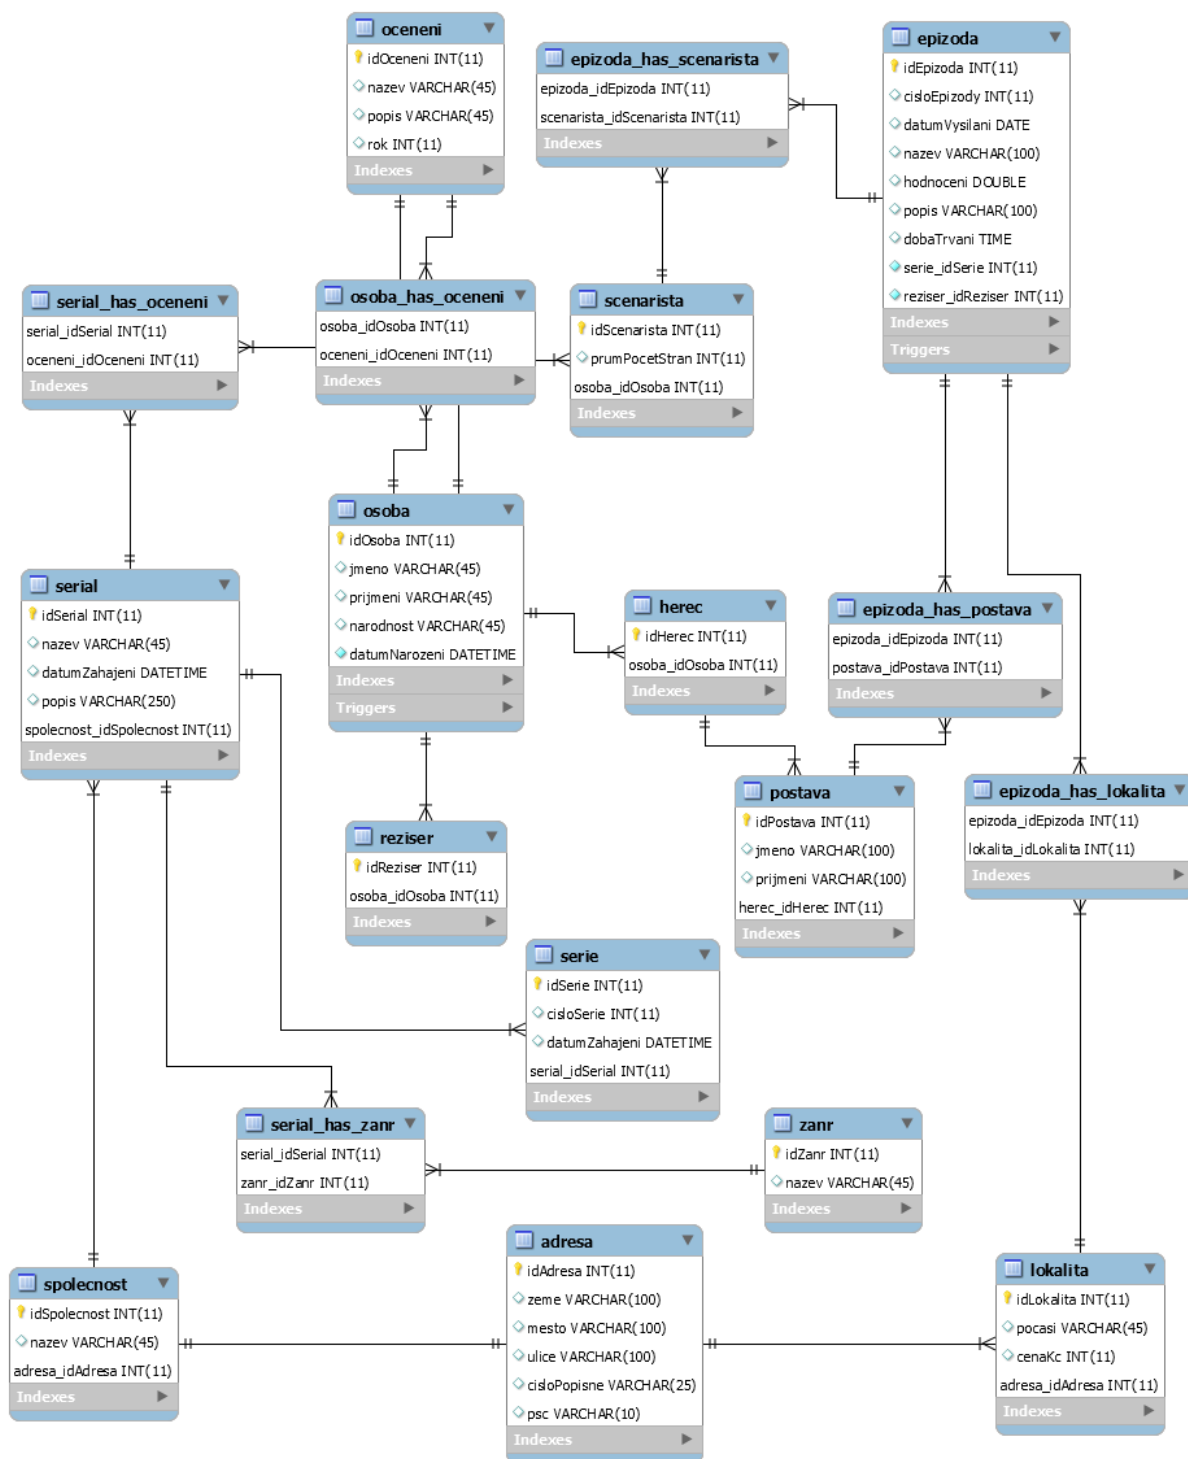 oceneni
idOceneni INT(11)
nazev VARCHAR(45)
popis VARCHAR(45)
rok INT(11)
Indexes
epizoda_has_scenarista
epizoda_idEpizoda INT(11)
scenarista_idScenarista INT(11)
Indexes
epizoda
idEpizoda INT(11)
cisloEpizody INT(11)
datumVysilani DATE
nazev VARCHAR(100)
hodnoceni DOUBLE
popis VARCHAR(100)
dobaTrvani TIME
serie_idSerie INT(11)
reziser_idReziser INT(11)
Indexes
Triggers
serial_has_oceneni
serial_idSerial INT(11)
oceneni_idOceneni INT(11)
Indexes
osoba_has_oceneni
osoba_idOsoba INT(11)
oceneni_idOceneni INT(11)
Indexes
scenarista
idScenarista INT(11)
prumPocetStran INT(11)
osoba_idOsoba INT(11)
Indexes
osoba
idOsoba INT(11)
jmeno VARCHAR(45)
prijmeni VARCHAR(45)
narodnost VARCHAR(45)
datumNarozeni DATETIME
Indexes
Triggers
serial
idSerial INT(11)
nazev VARCHAR(45)
datumZahajeni DATETIME
popis VARCHAR(250)
spolecnost_idSpolecnost INT(11)
Indexes
herec
idHerec INT(11)
osoba_idOsoba INT(11)
Indexes
epizoda_has_postava
epizoda_idEpizoda INT(11)
postava_idPostava INT(11)
Indexes
reziser
idReziser INT(11)
osoba_idOsoba INT(11)
Indexes
postava
idPostava INT(11)
jmeno VARCHAR(100)
prijmeni VARCHAR(100)
herec_idHerec INT(11)
Indexes
epizoda_has_lokalita
epizoda_idEpizoda INT(11)
lokalita_idLokalita INT(11)
Indexes
serie
idSerie INT(11)
cisloSerie INT(11)
datumZahajeni DATETIME
serial_idSerial INT(11)
Indexes
serial_has_zanr
serial_idSerial INT(11)
zanr_idZanr INT(11)
Indexes
zanr
idZanr INT(11)
nazev VARCHAR(45)
Indexes
spolecnost
idSpolecnost INT(11)
nazev VARCHAR(45)
adresa_idAdresa INT(11)
Indexes
adresa
idAdresa INT(11)
zeme VARCHAR(100)
mesto VARCHAR(100)
ulice VARCHAR(100)
cisloPopisne VARCHAR(25)
psc VARCHAR(10)
Indexes
lokalita
idLokalita INT(11)
pocasi VARCHAR(45)
cenaKc INT(11)
adresa_idAdresa INT(11)
Indexes